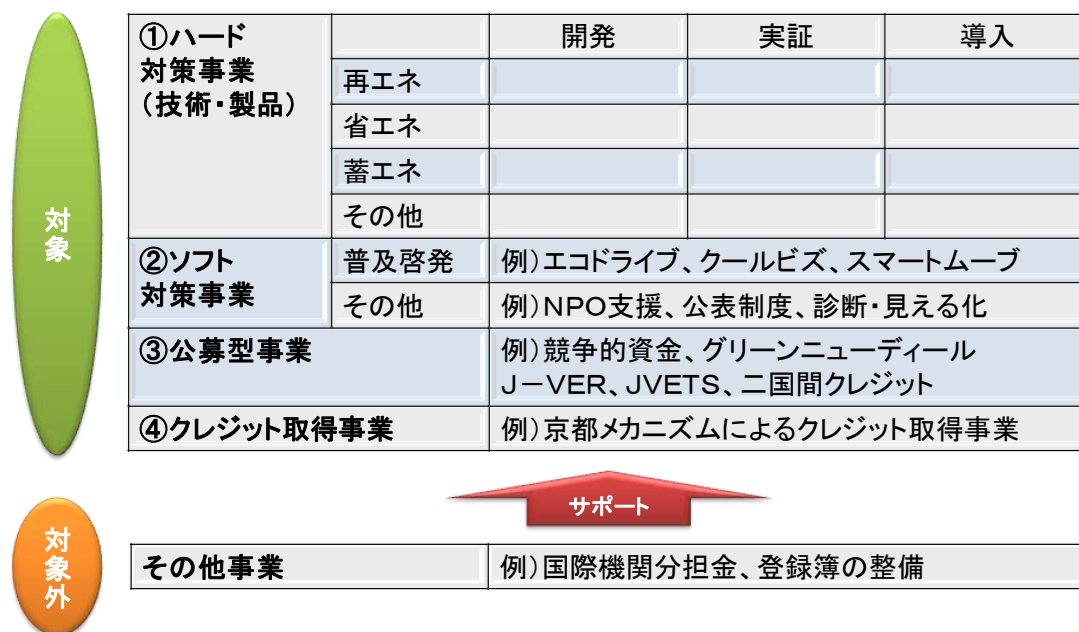 対象
①ハード
対策事業
（技術・製品）
開発 実証 導入
再エネ
省エネ
蓄エネ
その他
②ソフト
対策事業
普及啓発 例）エコドライブ、クールビズ、スマートムーブ
その他 例）NPO支援、公表制度、診断・見える化
③公募型事業 例）競争的資金、グリーンニューディール
J－VER、JVETS、二国間クレジット
④クレジット取得事業 例）京都メカニズムによるクレジット取得事業
サポート
対象外
その他事業 例）国際機関分担金、登録簿の整備